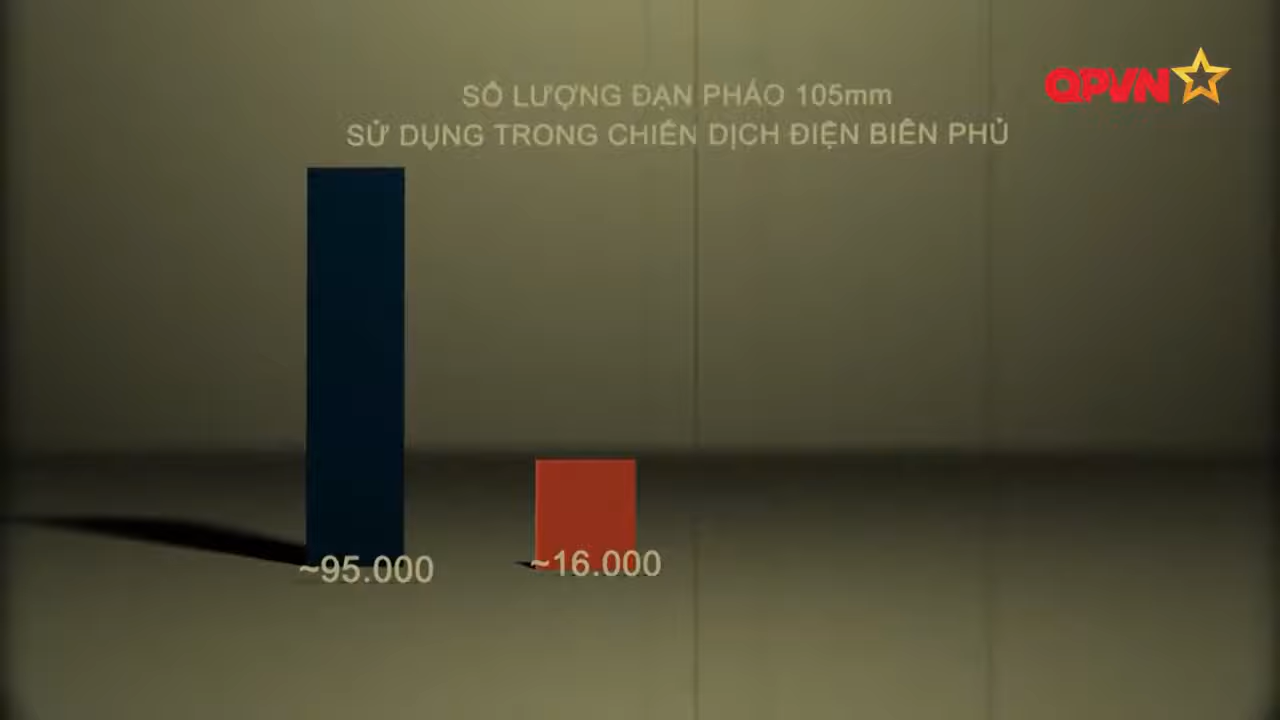 SỐ LƯỢNG ĐẠN PHÁO 105mm
SỬ DỤNG TRONG CHIẾN DỊCH ĐIỆN BIÊN PHỦ
QPVN
~95.000
~16.000